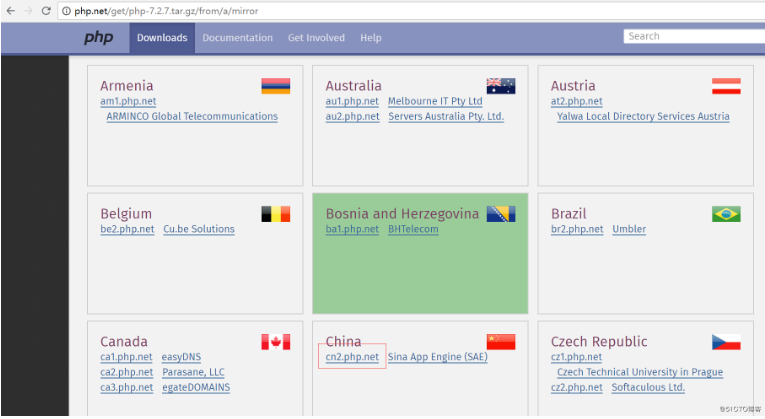 php.net/get/php-7.2.7.tar.gz/from/a/mirror
php Downloads Documentation Get Involved Help Search
Armenia
am1.php.net
ARMINCO Global Telecommunications
Australia
au1.php.net Melbourne IT Pty Ltd
au2.php.net Servers Australia Pty. Ltd.
Austria
at2.php.net
Yalwa Local Directory Services Austria
Belgium
be2.php.net Cu.be Solutions
Bosnia and Herzegovina
ba1.php.net BHTelecom
Brazil
br2.php.net Umbler
Canada
ca1.php.net easyDNS
ca2.php.net Parasane, LLC
ca3.php.net egateDOMAINS
China
cn2.php.net Sina App Engine (SAE)
Czech Republic
cz1.php.net
Czech Technical University in Prague
cz2.php.net Softaculous Ltd.
@51CTO博客